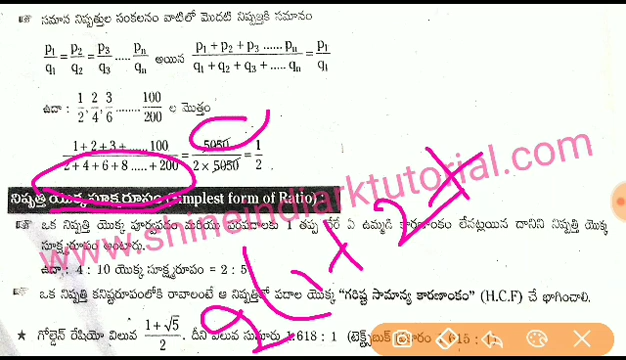 ☞ సమాన నిష్పత్తుల సంకలనం వాటిలో మొదటి నిష్పత్తికి సమానం
p₁/q₁ = p₂/q₂ = p₃/q₃ ..... pₙ/qₙ అయిన (p₁ + p₂ + p₃ ...... pₙ)/(q₁ + q₂ + q₃ + ..... qₙ) = p₁/q₁
ఉదా : 1/2, 2/4, 3/6 ........ 100/200 ల మొత్తం
(1 + 2 + 3 + ...... 100)/(2 + 4 + 6 + 8 ..... + 200) = 5050/(2 × 5050) = 1/2
నిష్పత్తి యొక్క సూక్ష్మరూపం (Simplest form of Ratio) :
☞ ఒక నిష్పత్తి యొక్క పూర్వపదం మరియు పరపదాలకు 1 తప్ప వేరే ఏ ఉమ్మడి కారణాంకం లేనట్లయిన దానిని నిష్పత్తి యొక్క
సూక్ష్మరూపం అంటారు.
ఉదా : 4 : 10 యొక్క సూక్ష్మరూపం = 2 : 5
☞ ఒక నిష్పత్తి కనిష్ఠరూపంలోకి రావాలంటే ఆ నిష్పత్తిలో పదాల యొక్క "గరిష్ఠ సామాన్య కారణాంకం" (H.C.F) చే భాగించాలి.
★ గోల్డెన్ రేషియో విలువ (1 + √5)/2 దీని విలువ సుమారు 1.618 : 1 (టెక్స్ట్‌బుక్
www.shineindiarktutorial.com